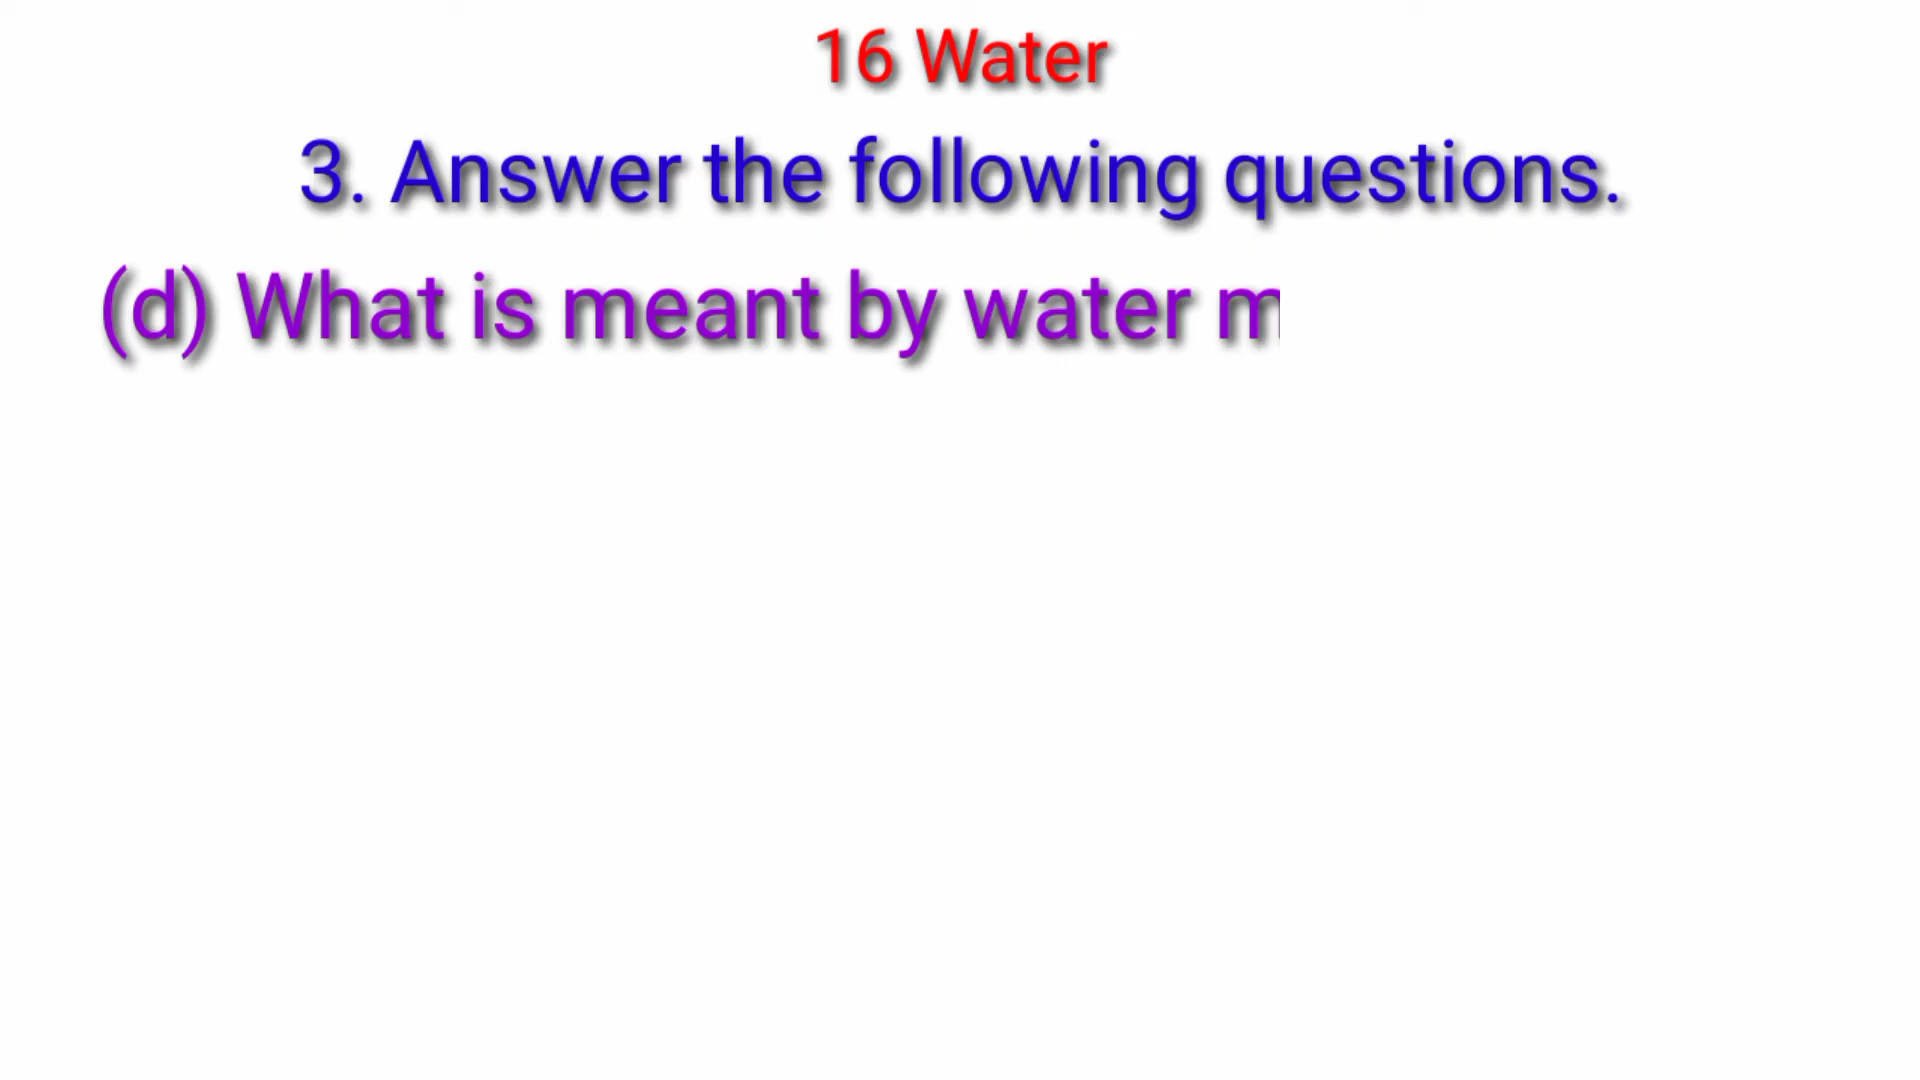 16 Water
3. Answer the following questions.
(d) What is meant by water m